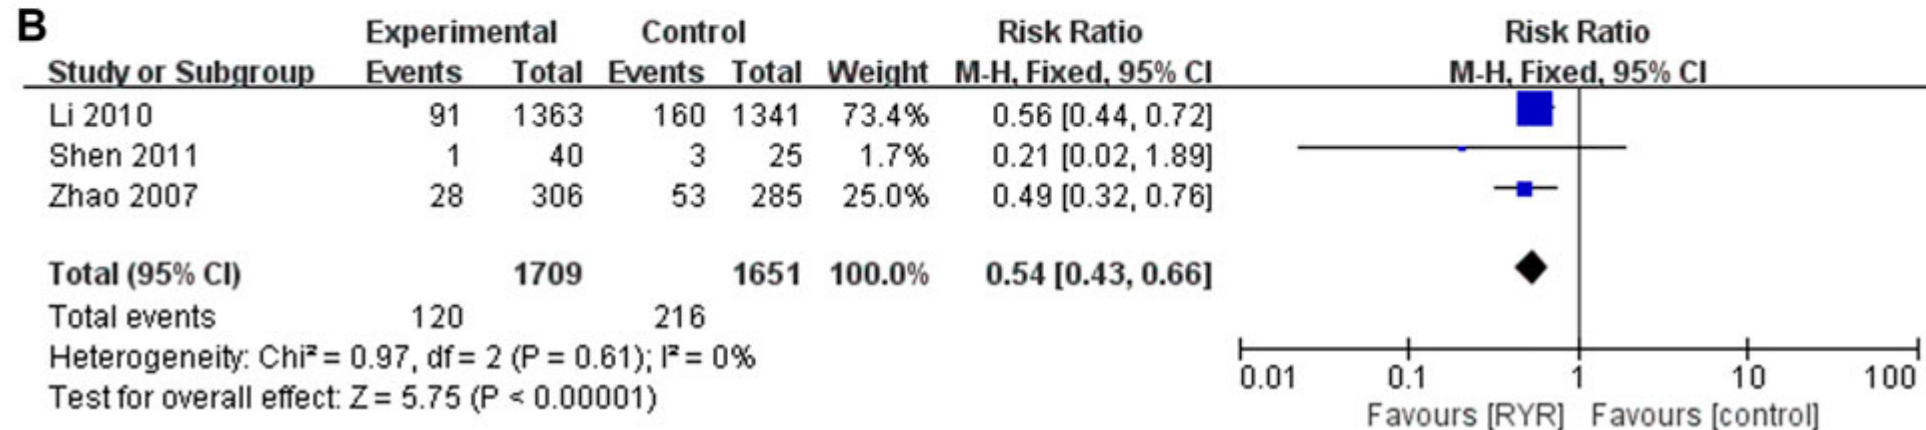 B
Experimental Control Risk Ratio Risk Ratio
Study or Subgroup Events Total Events Total Weight M-H, Fixed, 95% CI M-H, Fixed, 95% CI
Li 2010 91 1363 160 1341 73.4% 0.56 [0.44, 0.72]
Shen 2011 1 40 3 25 1.7% 0.21 [0.02, 1.89]
Zhao 2007 28 306 53 285 25.0% 0.49 [0.32, 0.76]
Total (95% CI) 1709 1651 100.0% 0.54 [0.43, 0.66]
Total events 120 216
Heterogeneity: Chi² = 0.97, df = 2 (P = 0.61); I² = 0%
Test for overall effect: Z = 5.75 (P < 0.00001)
0.01 0.1 1 10 100
Favours [RYR] Favours [control]